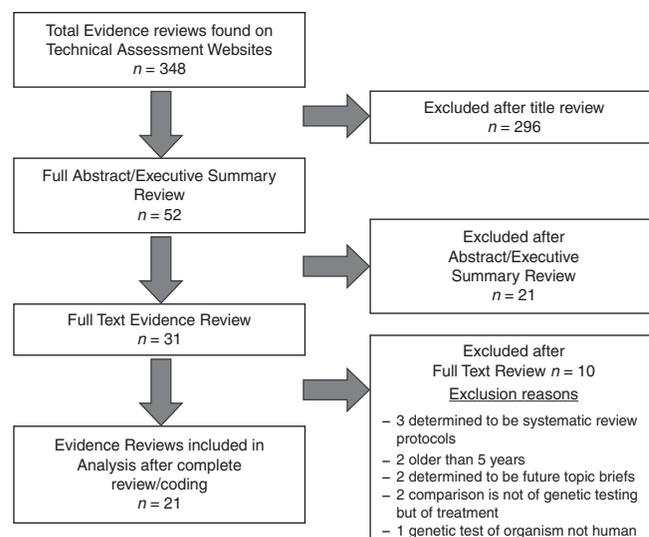 Total Evidence reviews found on
Technical Assessment Websites
n = 348
Excluded after title review
n = 296
Full Abstract/Executive Summary
Review
n = 52
Excluded after
Abstract/Executive
Summary Review
n = 21
Full Text Evidence Review
n = 31
Excluded after
Full Text Review n = 10
Exclusion reasons
– 3 determined to be systematic review
protocols
– 2 older than 5 years
– 2 determined to be future topic briefs
– 2 comparison is not of genetic testing
but of treatment
– 1 genetic test of organism not human
Evidence Reviews included in
Analysis after complete
review/coding
n = 21